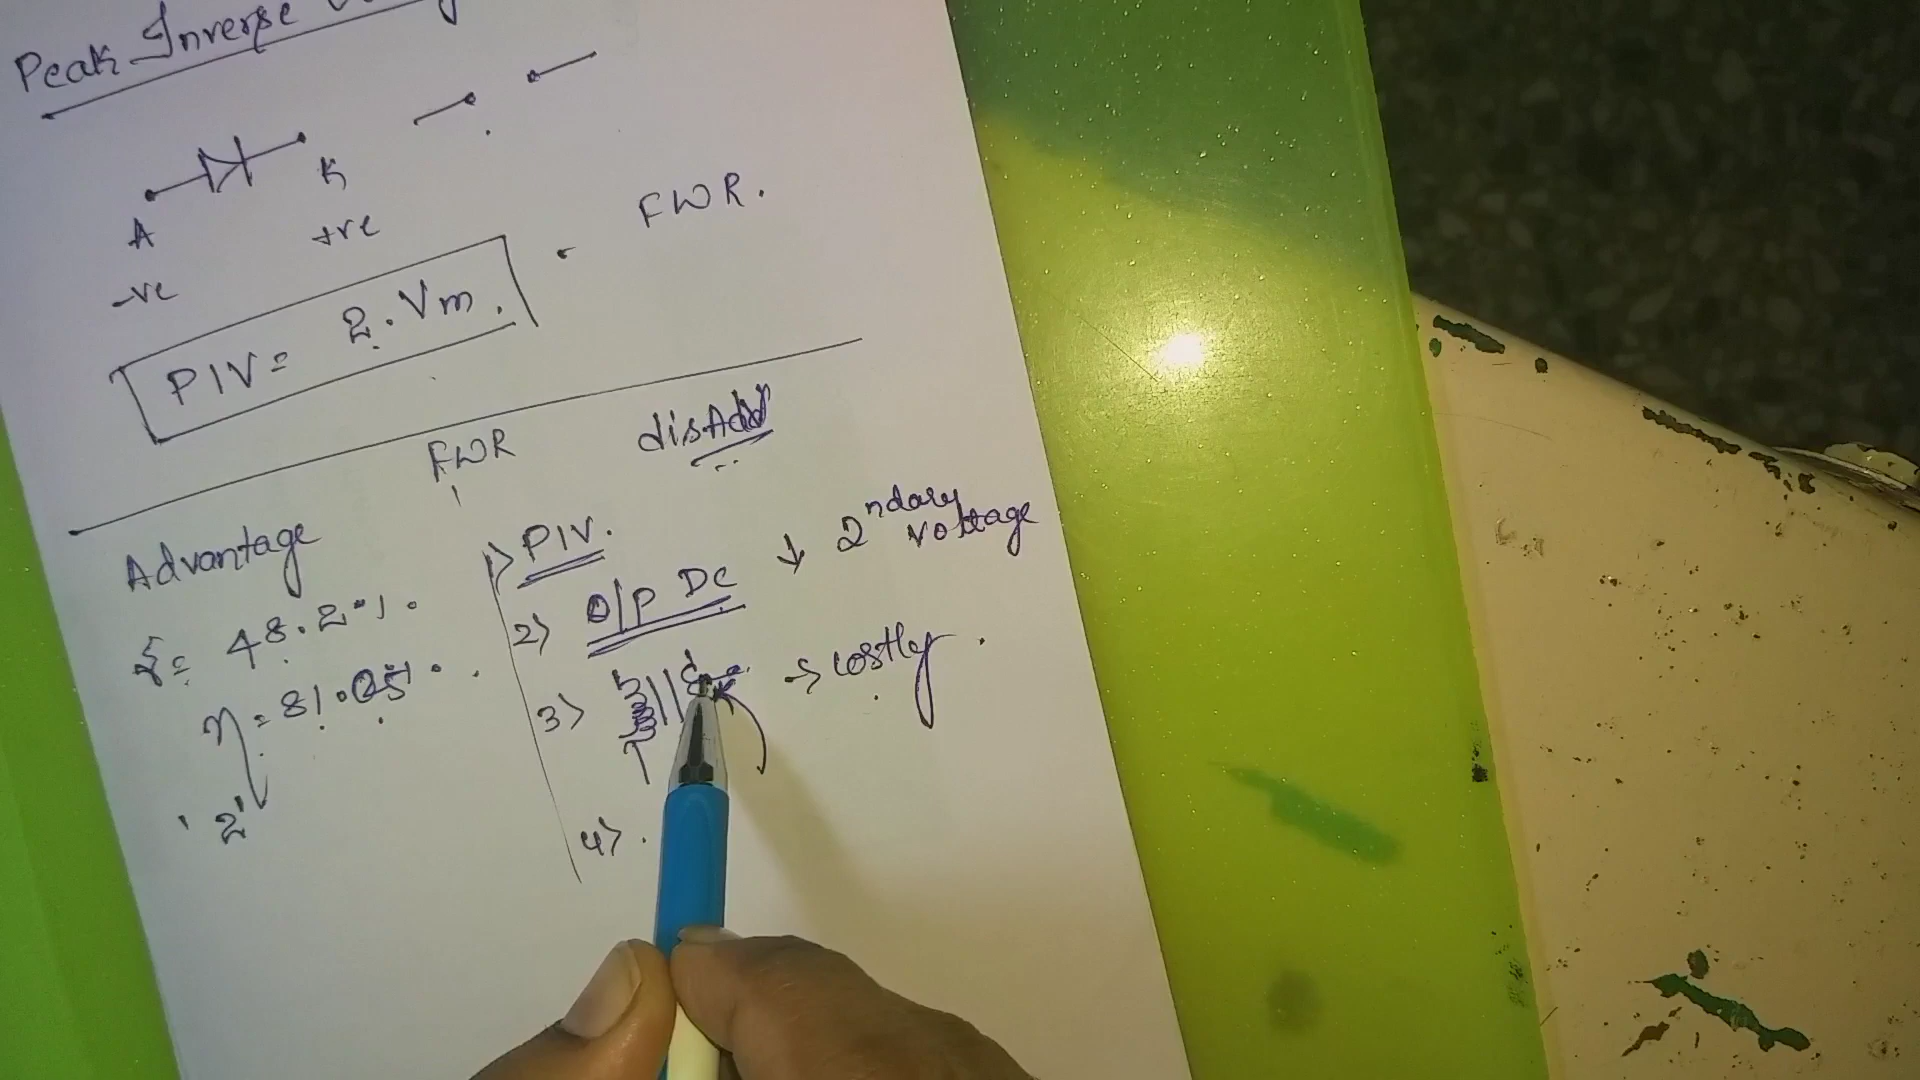 Peak Inverse
A K
-ve +ve
PIV = 2.Vm.
FWR.
FWR
disAdv
Advantage
= 48.2%.
η = 81.25%.
'2'
1) PIV.
2) O/P DC ↓ 2ndary voltage
3) → costly.
4).